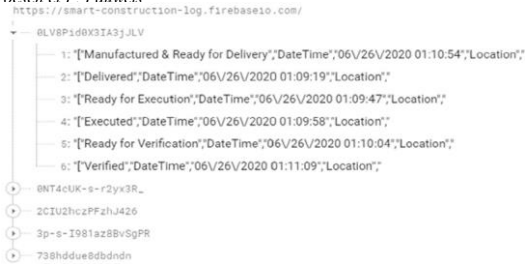 https://smart-construction-log.firebaseio.com/
0LV8Pid0X3IA3jJLV
1: "["Manufactured & Ready for Delivery","DateTime","06\/26\/2020 01:10:54","Location","
2: "["Delivered","DateTime","06\/26\/2020 01:09:19","Location","
3: "["Ready for Execution","DateTime","06\/26\/2020 01:09:47","Location","
4: "["Executed","DateTime","06\/26\/2020 01:09:58","Location","
5: "["Ready for Verification","DateTime","06\/26\/2020 01:10:04","Location","
6: "["Verified","DateTime","06\/26\/2020 01:11:09","Location","
0NT4cUK-s-r2yx3R_
2CIU2hczPFzhJ426
3p-s-I981az8BvSgPR
738hddue8dbdndn